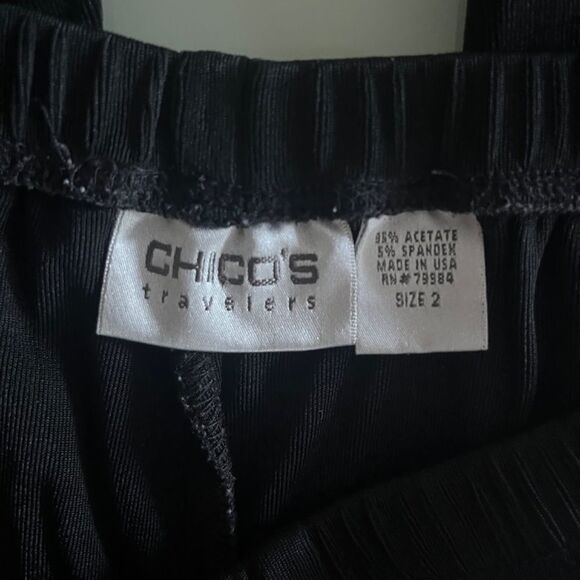 CHICO'S
travelers
95% ACETATE
5% SPANDEX
MADE IN USA
RN# 79984
SIZE 2